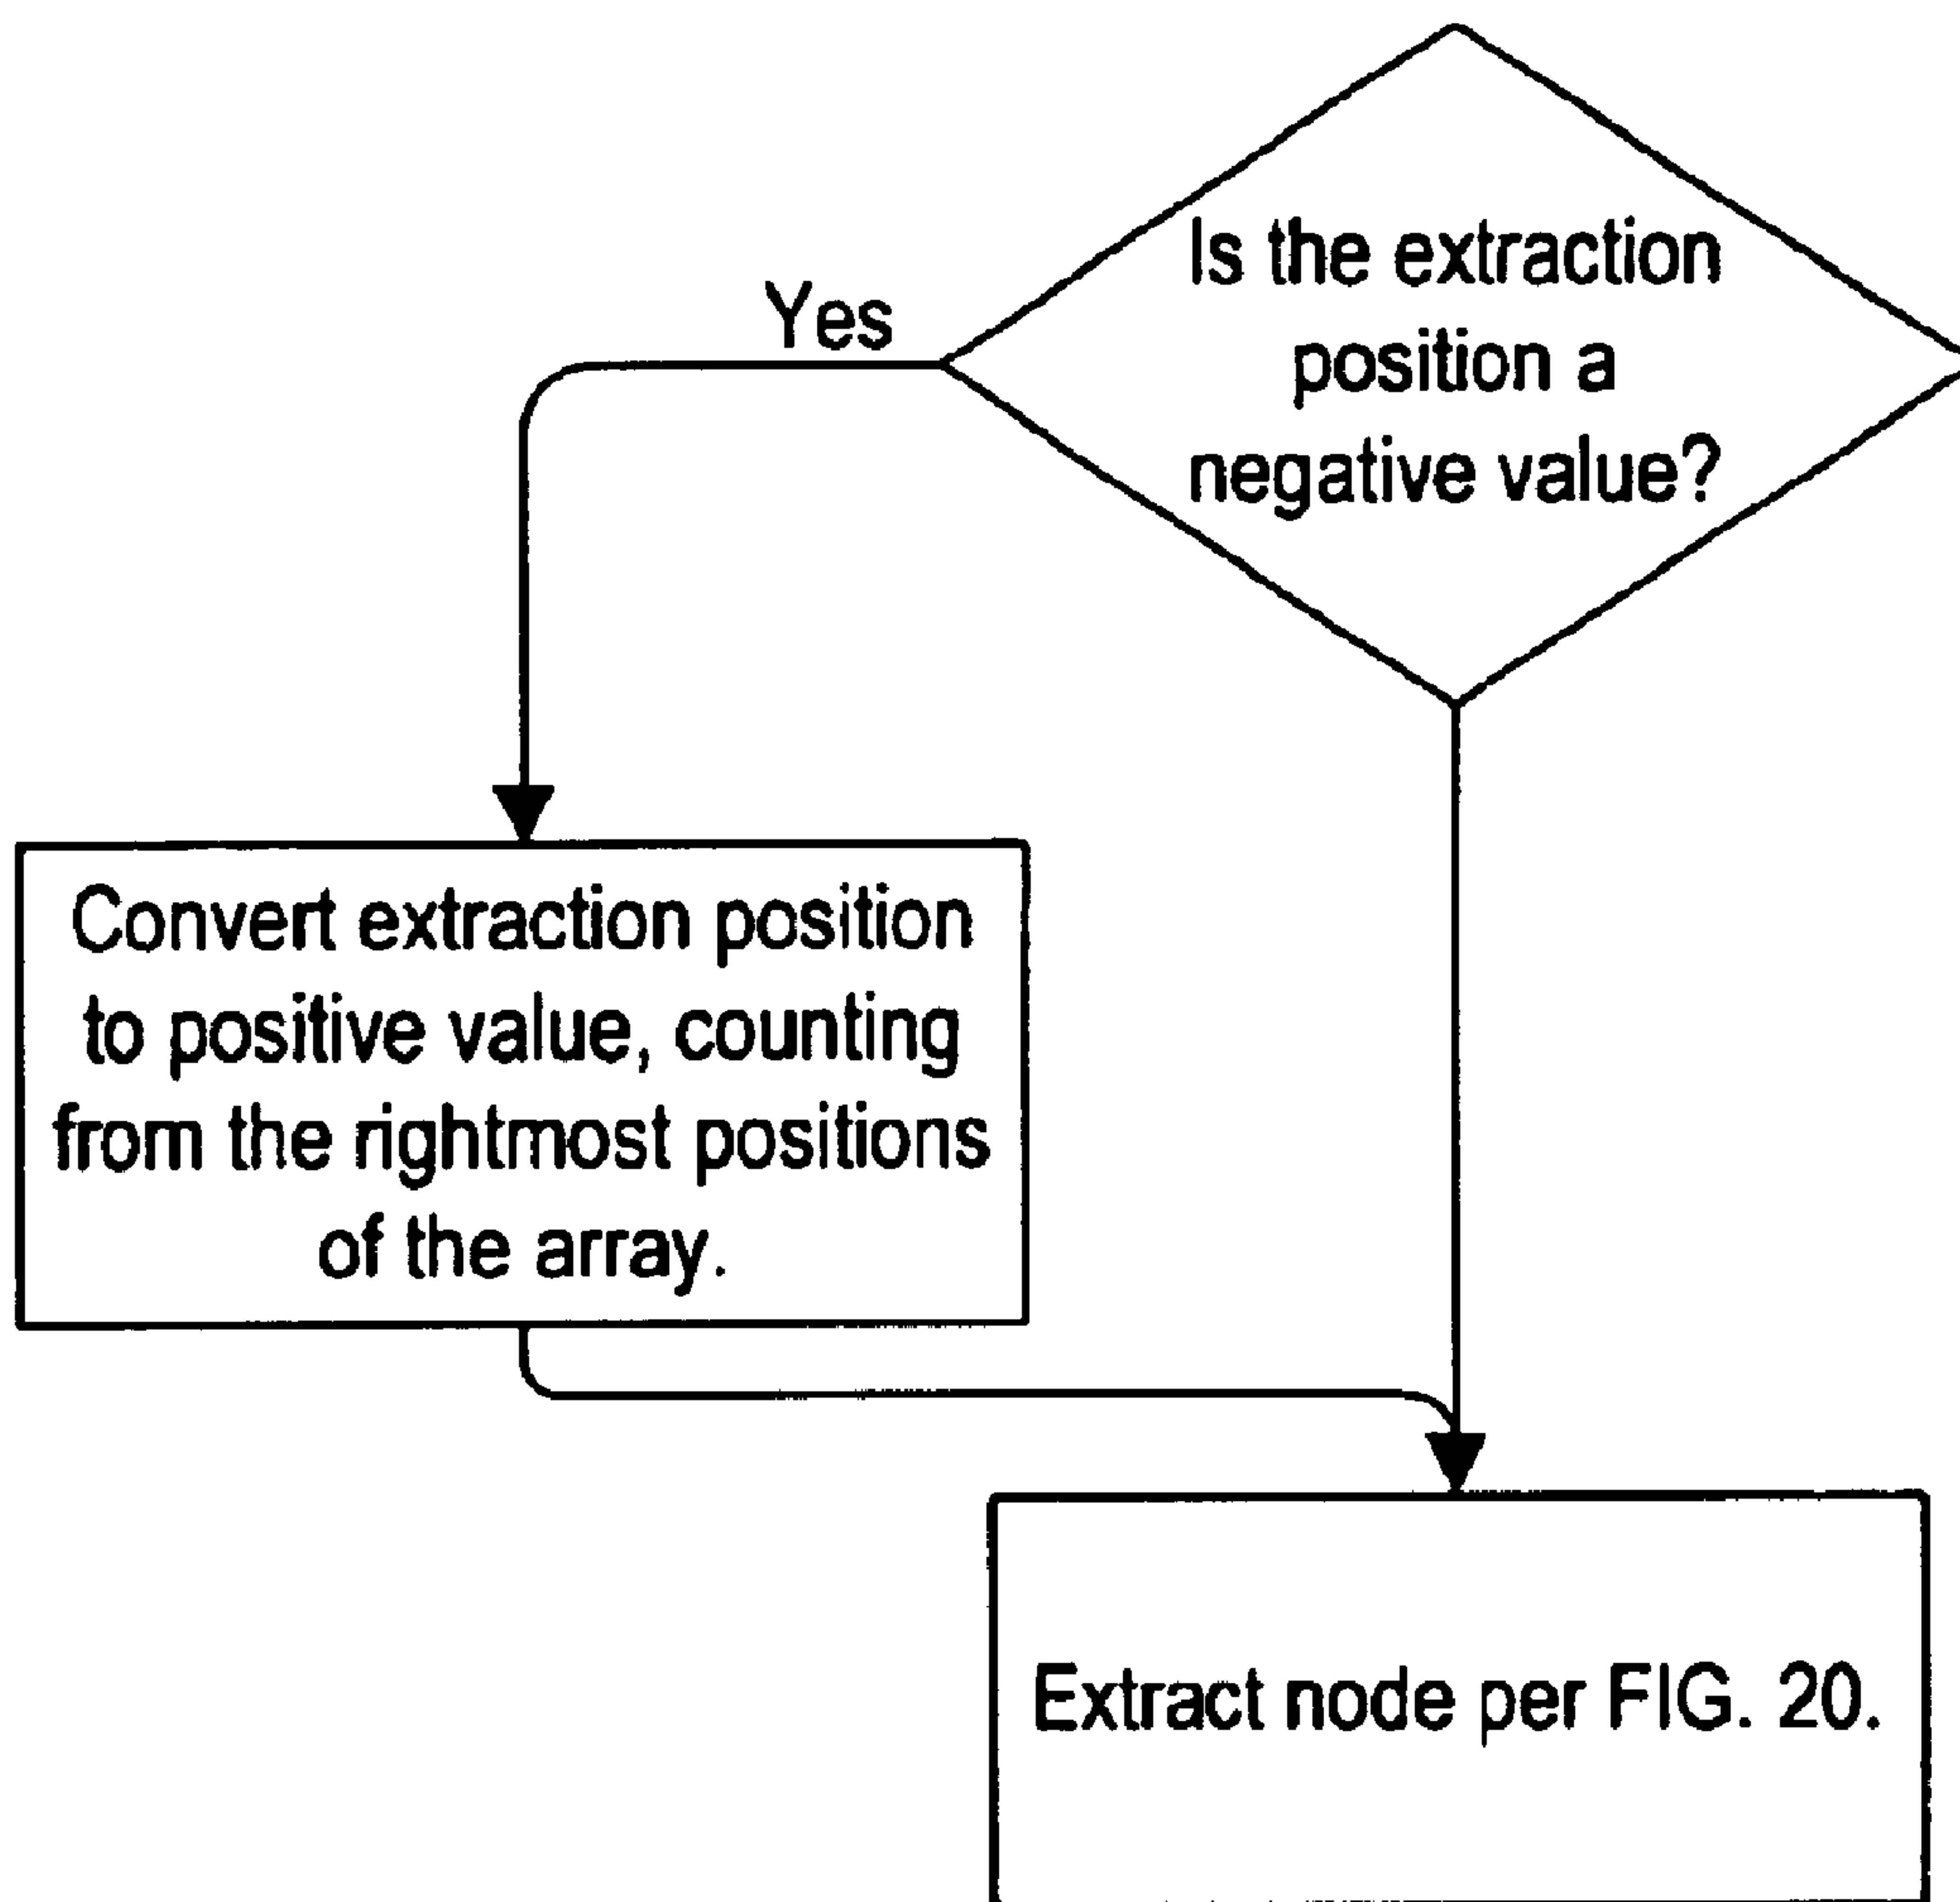 Is the extraction
position a
negative value?
Yes
Convert extraction position
to positive value, counting
from the rightmost positions
of the array.
Extract node per FIG. 20.